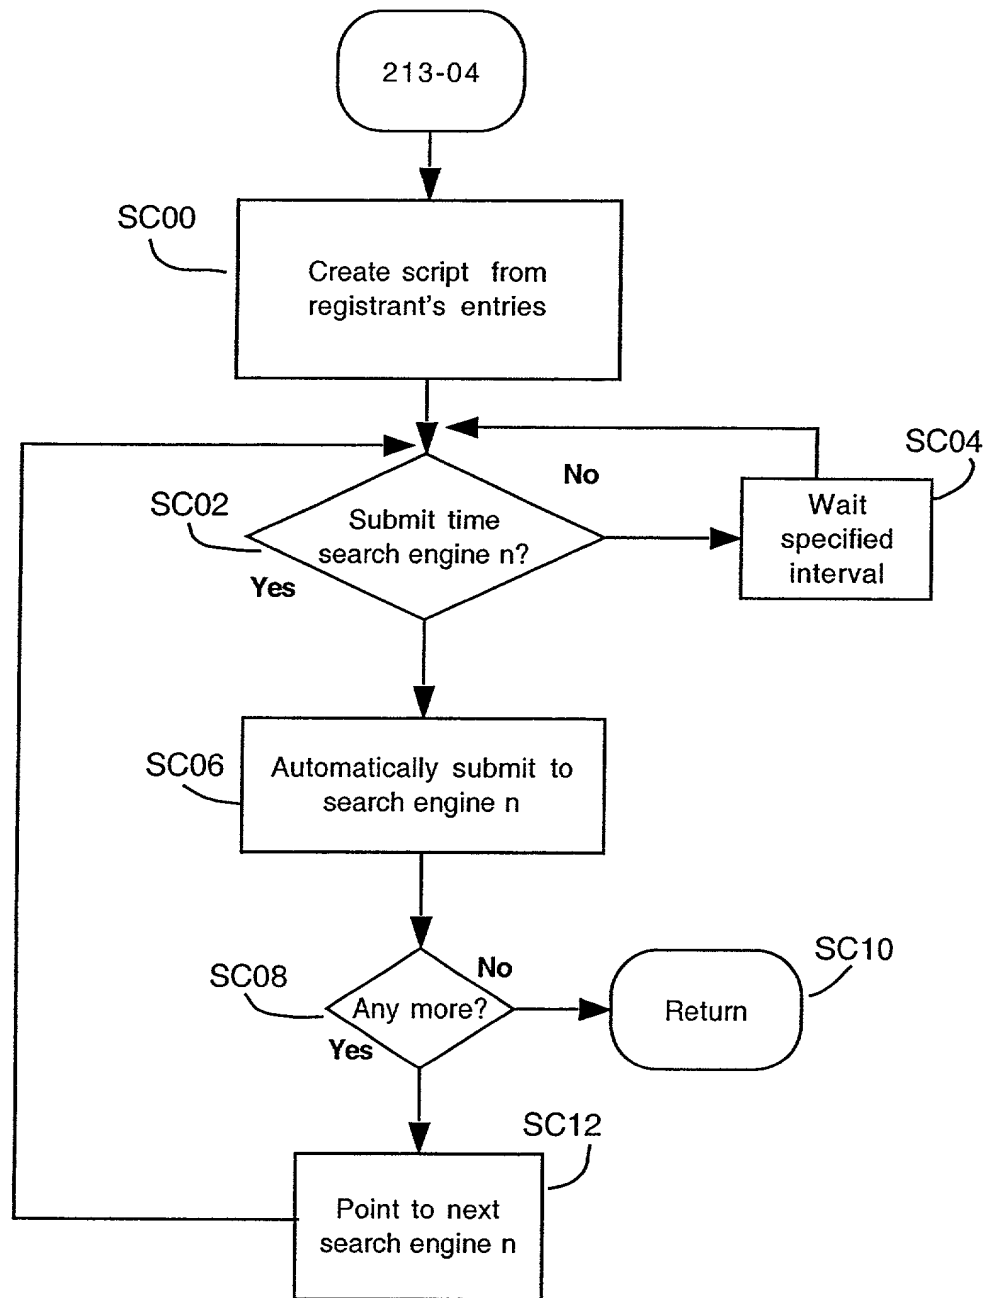 213-04
SC00
Create script from
registrant's entries
SC04
No
SC02
Submit time
search engine n?
Yes
Wait
specified
interval
SC06
Automatically submit to
search engine n
SC08
No
SC10
Any more?
Return
Yes
SC12
Point to next
search engine n